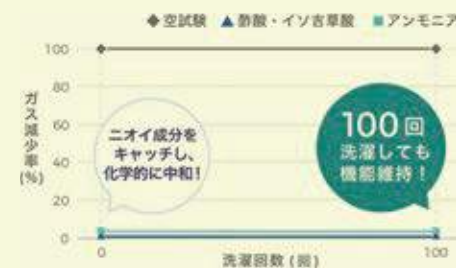 空試験 酢酸・イソ吉草酸 アンモニア
ガス減少率(%)
100
80
60
40
20
0
ニオイ成分を
キャッチし、
化学的に中和!
100回
洗濯しても
機能維持!
0
100
洗濯回数(回)